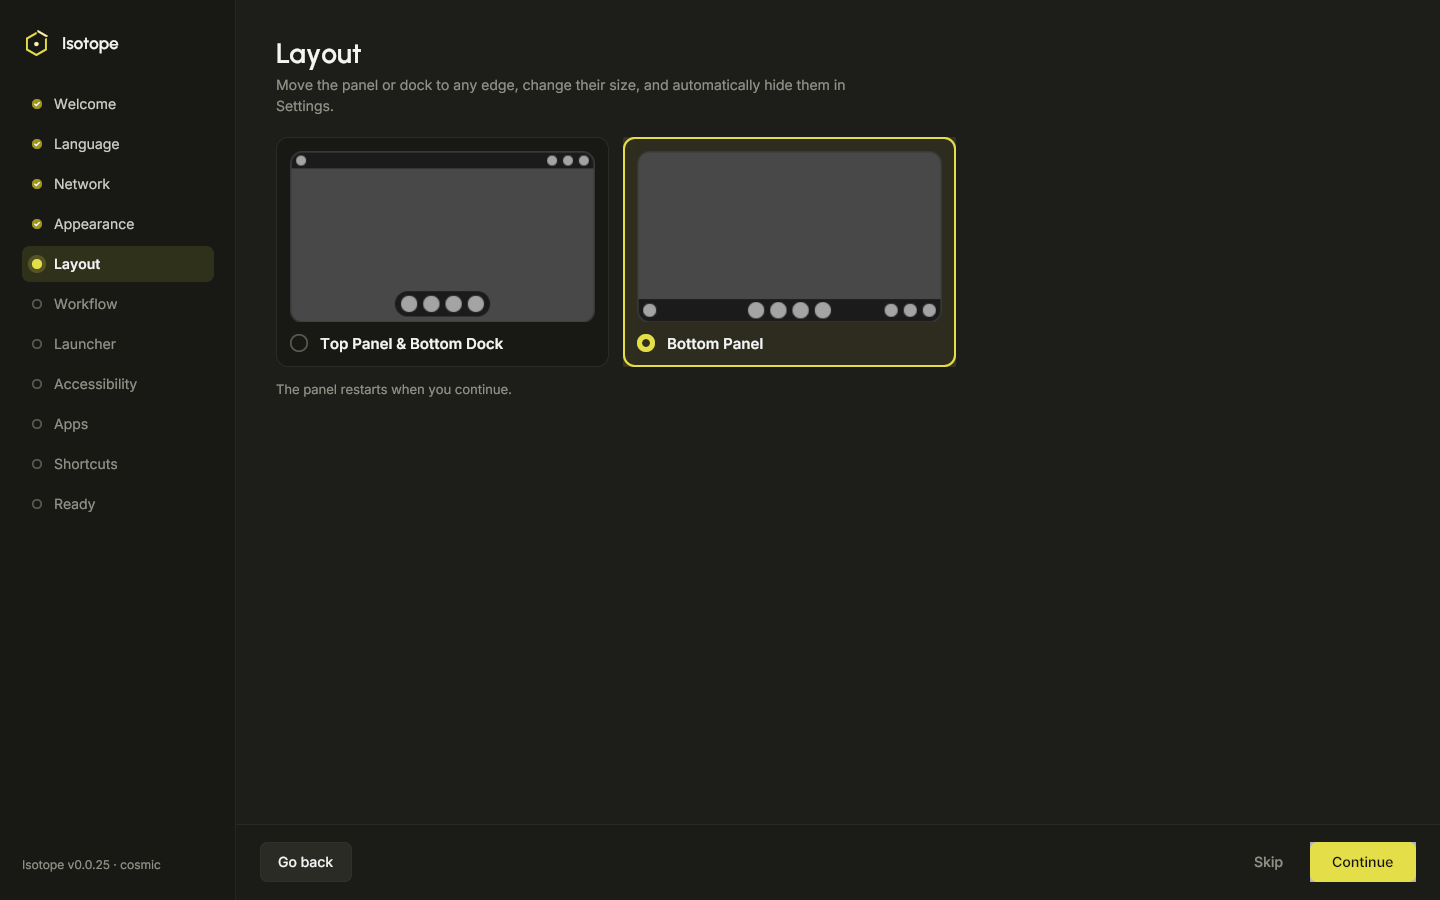 Isotope
Welcome
Language
Network
Appearance
Layout
Workflow
Launcher
Accessibility
Apps
Shortcuts
Ready
Isotope v0.0.25 · cosmic
Layout
Move the panel or dock to any edge, change their size, and automatically hide them in
Settings.
Top Panel & Bottom Dock
Bottom Panel
The panel restarts when you continue.
Go back
Skip
Continue